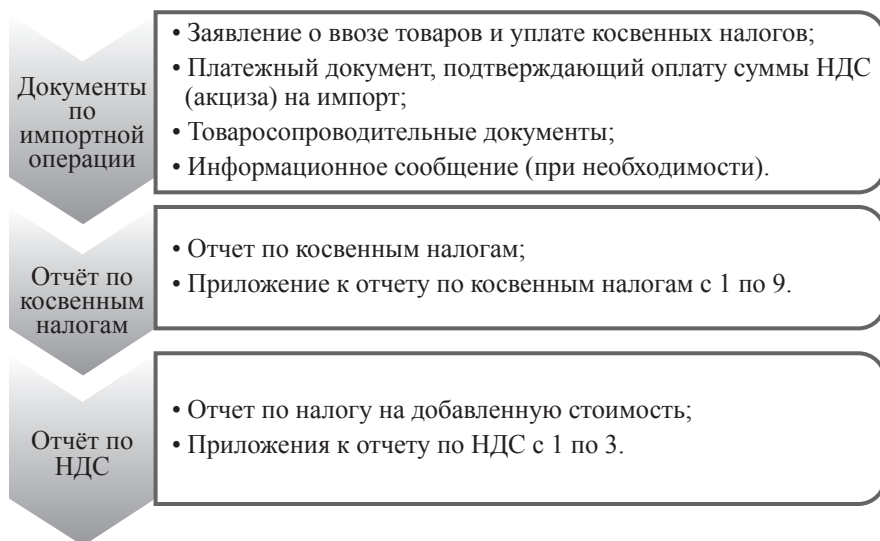 Документы
по
импортной
операции
• Заявление о ввозе товаров и уплате косвенных налогов;
• Платежный документ, подтверждающий оплату суммы НДС
(акциза) на импорт;
• Товаросопроводительные документы;
• Информационное сообщение (при необходимости).
Отчёт по
косвенным
налогам
• Отчет по косвенным налогам;
• Приложение к отчету по косвенным налогам с 1 по 9.
Отчёт по
НДС
• Отчет по налогу на добавленную стоимость;
• Приложения к отчету по НДС с 1 по 3.